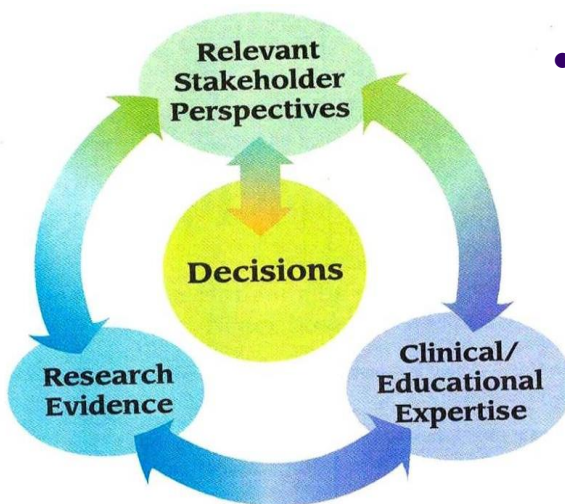 Relevant
Stakeholder
Perspectives
Decisions
Research
Evidence
Clinical/
Educational
Expertise